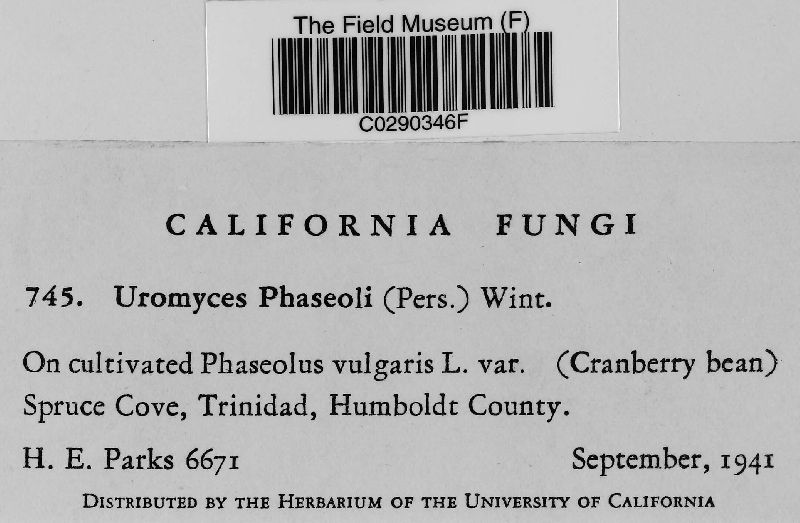 The Field Museum (F)
C0290346F
CALIFORNIA FUNGI
745. Uromyces Phaseoli (Pers.) Wint.
On cultivated Phaseolus vulgaris L. var. (Cranberry bean)
Spruce Cove, Trinidad, Humboldt County.
H. E. Parks 6671 September, 1941
DISTRIBUTED BY THE HERBARIUM OF THE UNIVERSITY OF CALIFORNIA